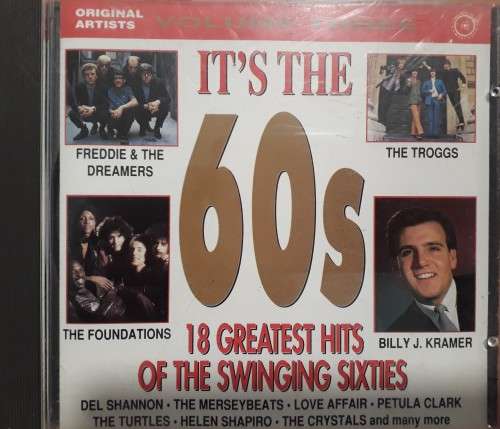 ORIGINAL
ARTISTS
VOLUME THREE
IT'S THE
60s
FREDDIE & THE
DREAMERS
THE TROGGS
THE FOUNDATIONS
BILLY J. KRAMER
18 GREATEST HITS
OF THE SWINGING SIXTIES
DEL SHANNON · THE MERSEYBEATS · LOVE AFFAIR · PETULA CLARK
THE TURTLES · HELEN SHAPIRO · THE CRYSTALS and many more